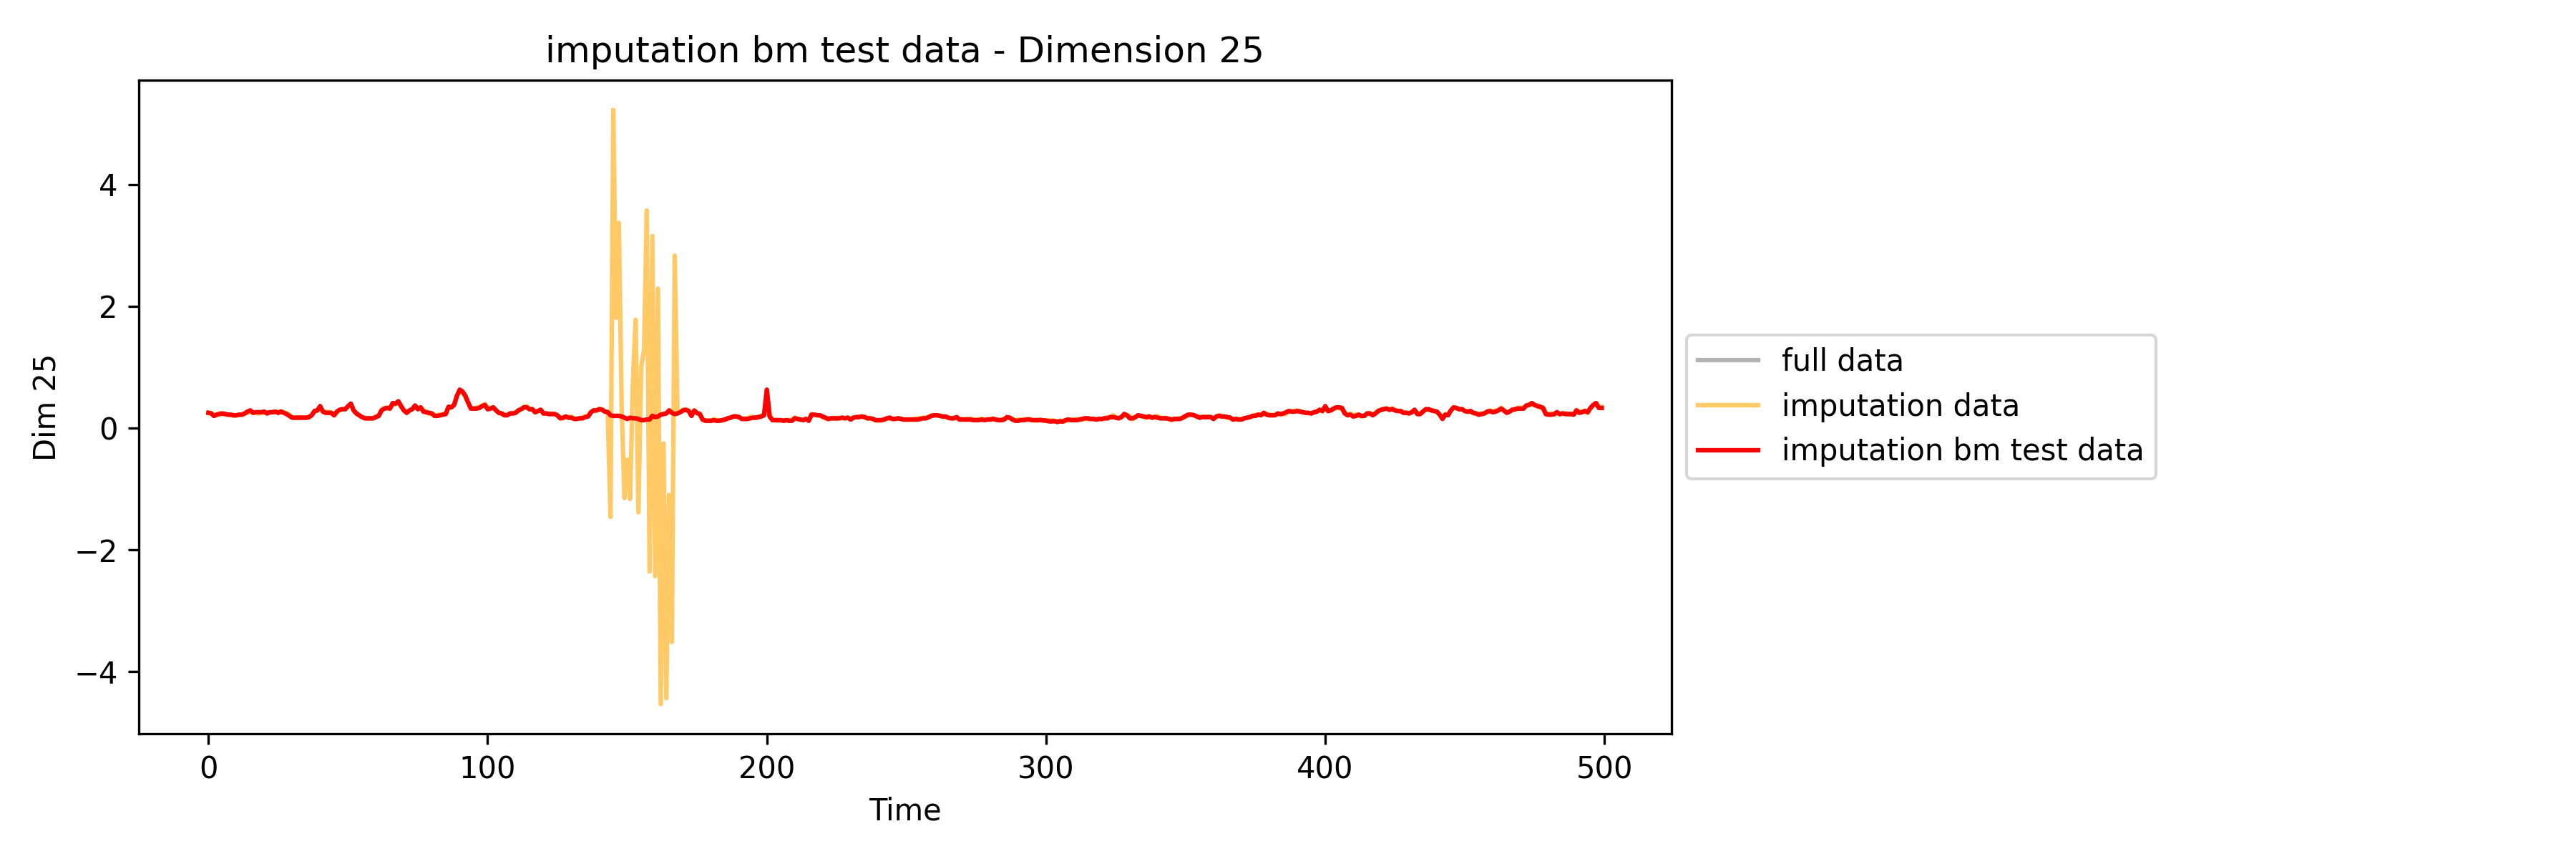 imputation bm test data - Dimension 25
Dim 25
4
2
0
−2
−4
0 100 200 300 400 500
Time
full data
imputation data
imputation bm test data